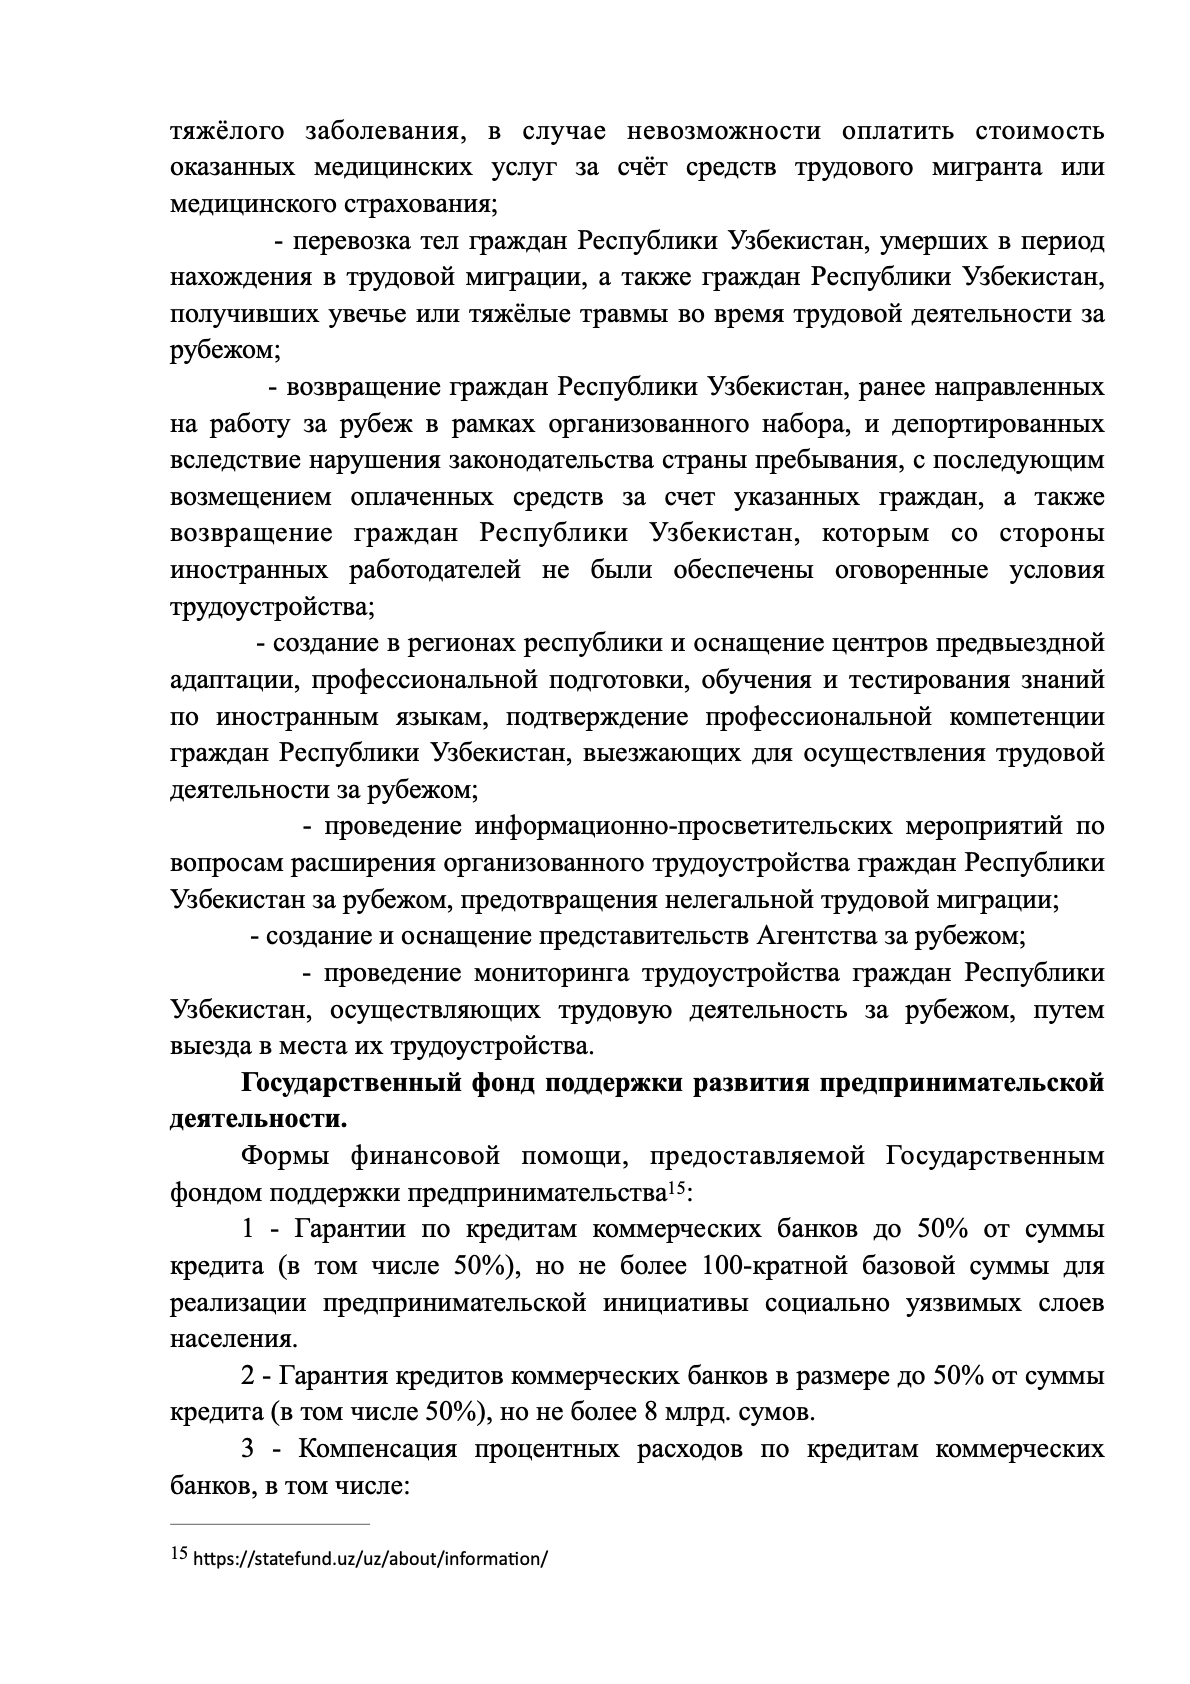 тяжёлого заболевания, в случае невозможности оплатить стоимость
оказанных медицинских услуг за счёт средств трудового мигранта или
медицинского страхования;
- перевозка тел граждан Республики Узбекистан, умерших в период
нахождения в трудовой миграции, а также граждан Республики Узбекистан,
получивших увечье или тяжёлые травмы во время трудовой деятельности за
рубежом;
- возвращение граждан Республики Узбекистан, ранее направленных
на работу за рубеж в рамках организованного набора, и депортированных
вследствие нарушения законодательства страны пребывания, с последующим
возмещением оплаченных средств за счет указанных граждан, а также
возвращение граждан Республики Узбекистан, которым со стороны
иностранных работодателей не были обеспечены оговоренные условия
трудоустройства;
- создание в регионах республики и оснащение центров предвыездной
адаптации, профессиональной подготовки, обучения и тестирования знаний
по иностранным языкам, подтверждение профессиональной компетенции
граждан Республики Узбекистан, выезжающих для осуществления трудовой
деятельности за рубежом;
- проведение информационно-просветительских мероприятий по
вопросам расширения организованного трудоустройства граждан Республики
Узбекистан за рубежом, предотвращения нелегальной трудовой миграции;
- создание и оснащение представительств Агентства за рубежом;
- проведение мониторинга трудоустройства граждан Республики
Узбекистан, осуществляющих трудовую деятельность за рубежом, путем
выезда в места их трудоустройства.
Государственный фонд поддержки развития предпринимательской
деятельности.
Формы финансовой помощи, предоставляемой Государственным
фондом поддержки предпринимательства15:
1 - Гарантии по кредитам коммерческих банков до 50% от суммы
кредита (в том числе 50%), но не более 100-кратной базовой суммы для
реализации предпринимательской инициативы социально уязвимых слоев
населения.
2 - Гарантия кредитов коммерческих банков в размере до 50% от суммы
кредита (в том числе 50%), но не более 8 млрд. сумов.
3 - Компенсация процентных расходов по кредитам коммерческих
банков, в том числе:
15 https://statefund.uz/uz/about/information/